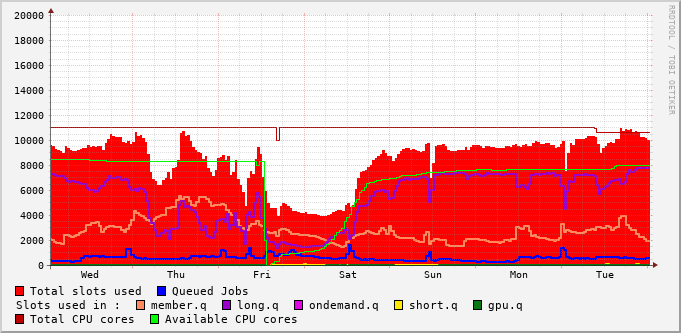 20000
18000
16000
14000
12000
10000
8000
6000
4000
2000
0
Wed Thu Fri Sat Sun Mon Tue
RRDTOOL / TOBI OETIKER
Total slots used Queued Jobs
Slots used in : member.q long.q ondemand.q short.q gpu.q
Total CPU cores Available CPU cores